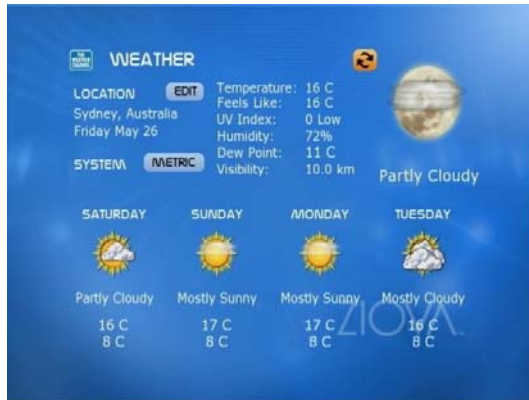 THE WEATHER CHANNEL
WEATHER
LOCATION EDIT
Sydney, Australia
Friday May 26
SYSTEM METRIC
Temperature: 16 C
Feels Like: 16 C
UV Index: 0 Low
Humidity: 72%
Dew Point: 11 C
Visibility: 10.0 km
Partly Cloudy
SATURDAY SUNDAY MONDAY TUESDAY
Partly Cloudy Mostly Sunny Mostly Sunny Mostly Cloudy
16 C 17 C 17 C 16 C
8 C 8 C 8 C 8 C
ZIOVA